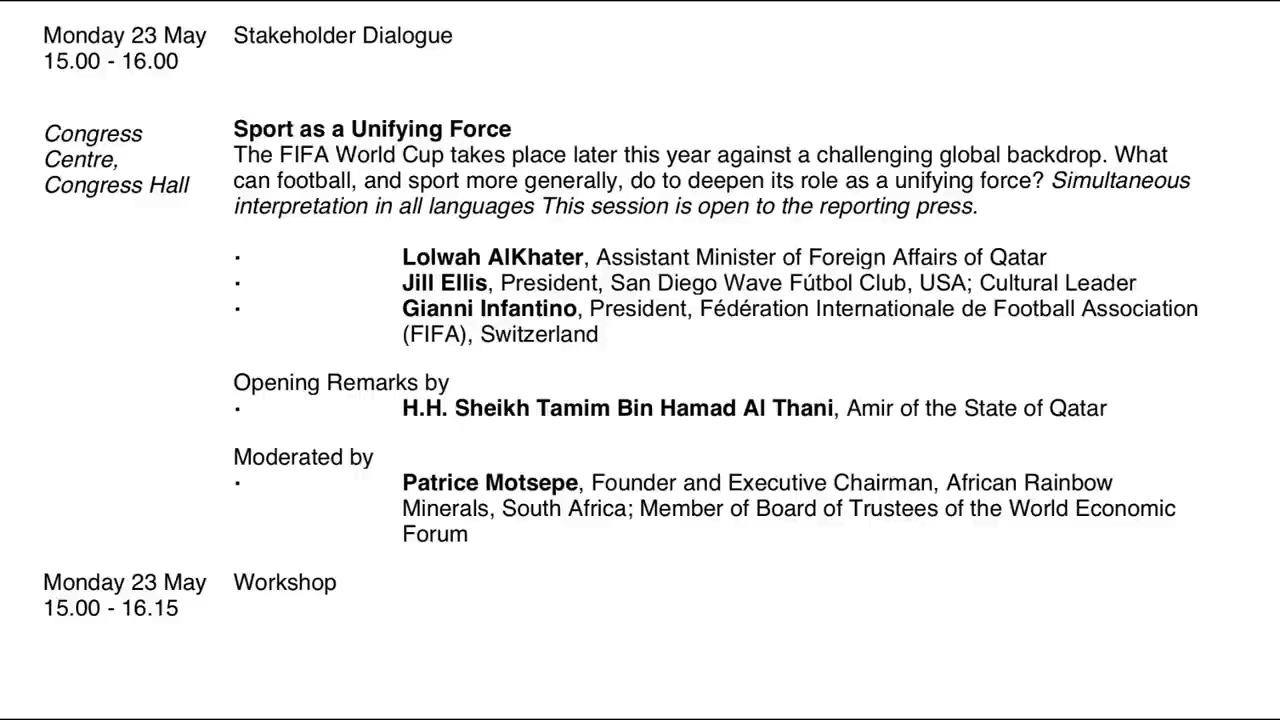 Monday 23 May Stakeholder Dialogue
15.00 - 16.00
Congress Centre, Congress Hall
Sport as a Unifying Force
The FIFA World Cup takes place later this year against a challenging global backdrop. What
can football, and sport more generally, do to deepen its role as a unifying force? Simultaneous
interpretation in all languages This session is open to the reporting press.
· Lolwah AlKhater, Assistant Minister of Foreign Affairs of Qatar
· Jill Ellis, President, San Diego Wave Fútbol Club, USA; Cultural Leader
· Gianni Infantino, President, Fédération Internationale de Football Association
(FIFA), Switzerland
Opening Remarks by
· H.H. Sheikh Tamim Bin Hamad Al Thani, Amir of the State of Qatar
Moderated by
· Patrice Motsepe, Founder and Executive Chairman, African Rainbow
Minerals, South Africa; Member of Board of Trustees of the World Economic
Forum
Monday 23 May Workshop
15.00 - 16.15